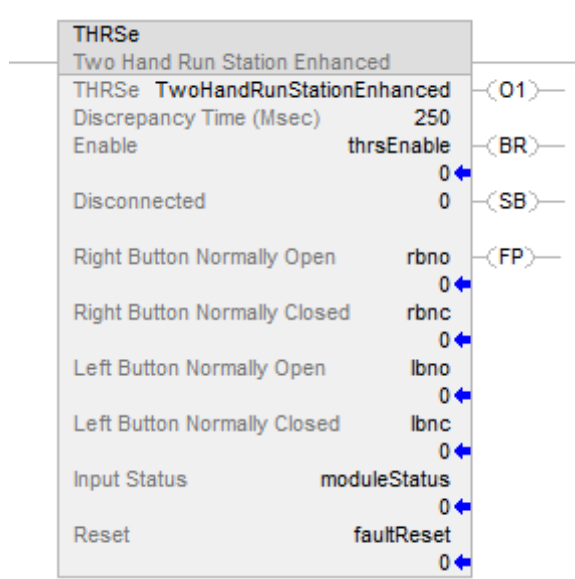 THRSe
Two Hand Run Station Enhanced
THRSe TwoHandRunStationEnhanced (O1)
Discrepancy Time (Msec) 250
Enable thrsEnable (BR)
0
Disconnected 0 (SB)
Right Button Normally Open rbno (FP)
0
Right Button Normally Closed rbnc
0
Left Button Normally Open lbno
0
Left Button Normally Closed lbnc
0
Input Status moduleStatus
0
Reset faultReset
0